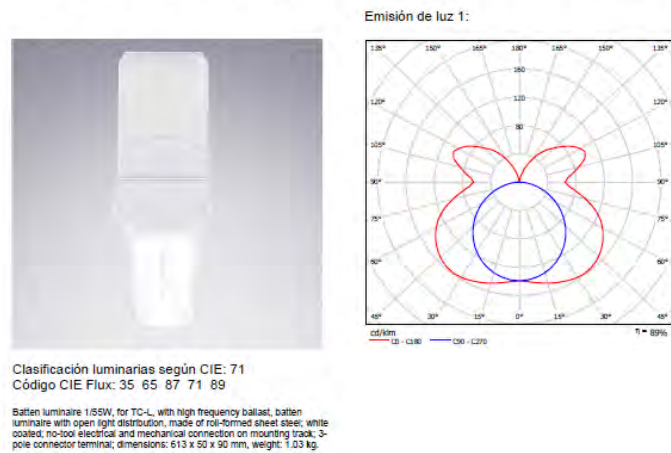 Emisión de luz 1:
135° 150° 165° 180° 165° 150° 135°
160
120° 120 120°
80
105° 105°
90° 90°
75° 75°
60° 60°
45° 30° 15° 0° 15° 30° 45°
cd/klm η = 89%
C0 - C180 C90 - C270
Clasificación luminarias según CIE: 71
Código CIE Flux: 35 65 87 71 89
Batten luminaire 1/55W, for TC-L, with high frequency ballast, batten
luminaire with open light distribution, made of roll-formed sheet steel; white
coated; no-tool electrical and mechanical connection on mounting track; 3-
pole connector terminal; dimensions: 613 x 50 x 90 mm, weight: 1.03 kg.